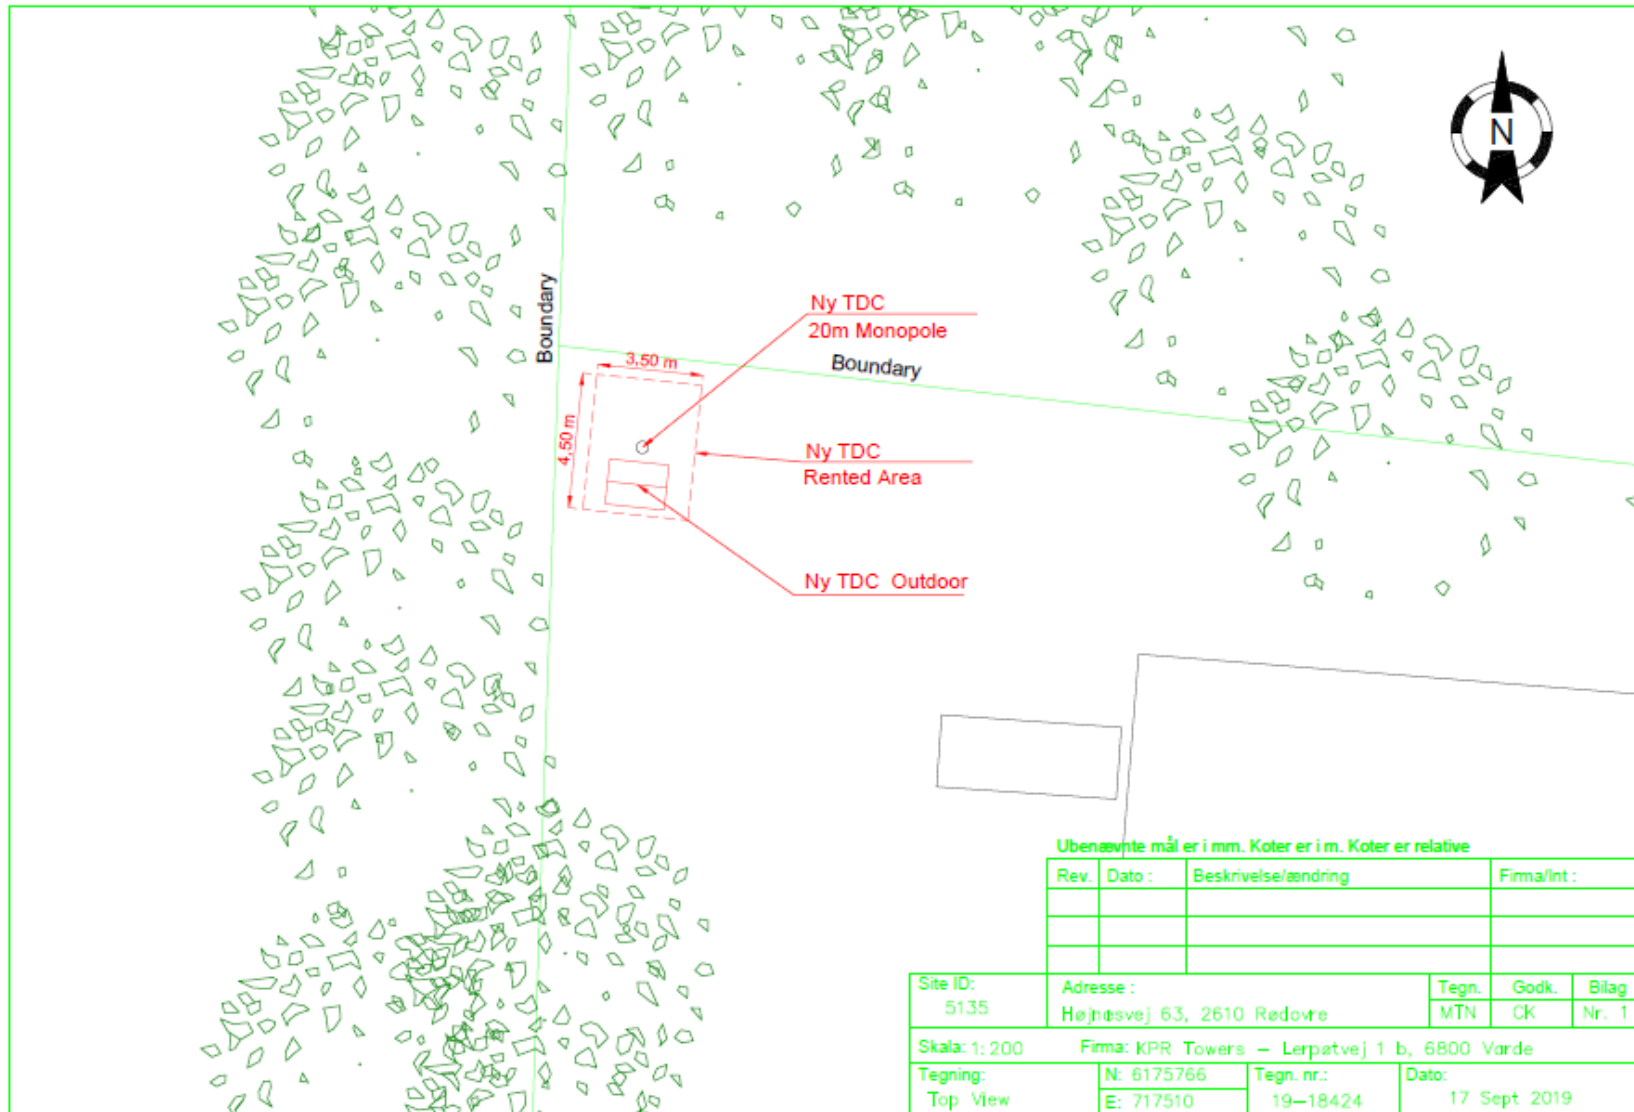 N
Ny TDC
20m Monopole
Boundary
Boundary
3,50 m
4,50 m
Ny TDC
Rented Area
Ny TDC Outdoor
Ubenævnte mål er i mm. Koter er i m. Koter er relative
Rev. Dato : Beskrivelse/ændring Firma/Int :
Site ID: Adresse : Tegn. Godk. Bilag
5135 Højnæsvej 63, 2610 Rødovre MTN CK Nr. 1
Skala: 1: 200 Firma: KPR Towers – Lerpøtvej 1 b, 6800 Varde
Tegning: N: 6175766 Tegn. nr.: Dato:
Top View E: 717510 19–18424 17 Sept 2019